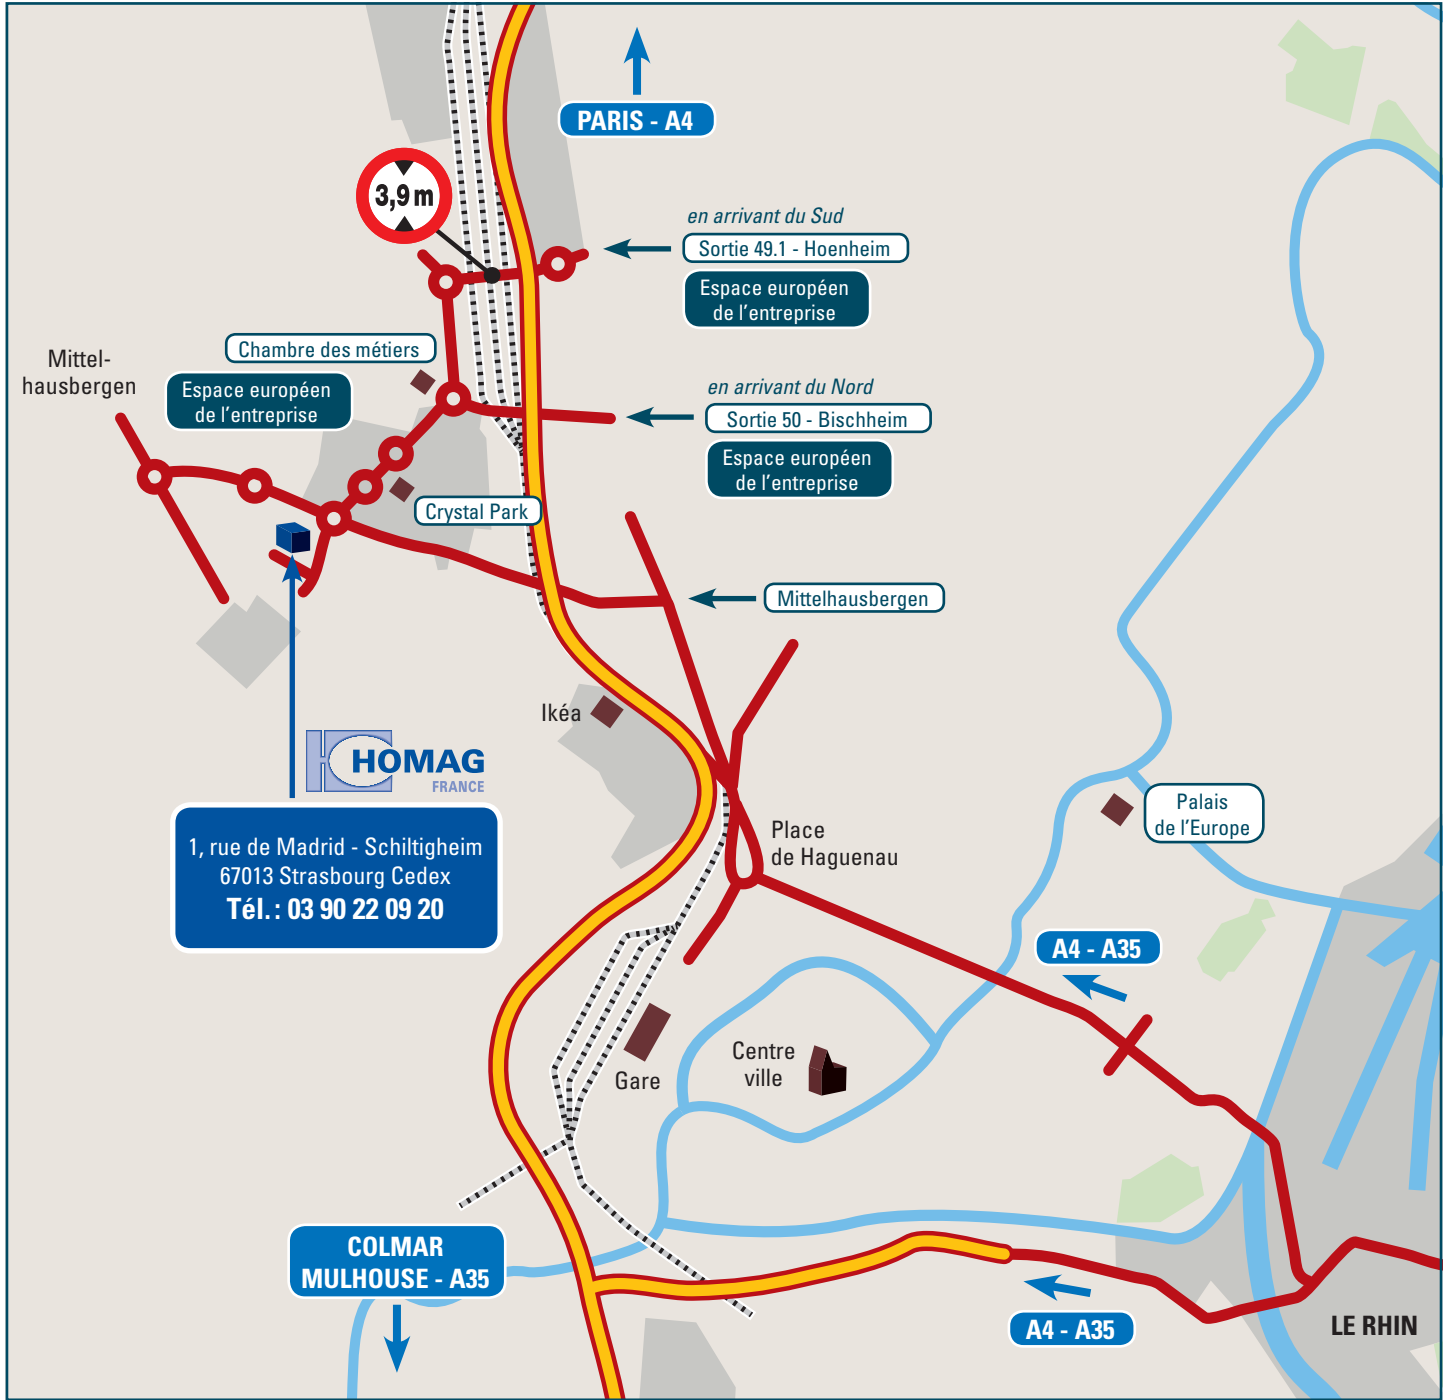 PARIS - A4
3,9 m
en arrivant du Sud
Sortie 49.1 - Hoenheim
Espace européen
de l'entreprise
Chambre des métiers
Mittel-
hausbergen
Espace européen
de l'entreprise
en arrivant du Nord
Sortie 50 - Bischheim
Espace européen
de l'entreprise
Crystal Park
Mittelhausbergen
Ikéa
HOMAG
FRANCE
1, rue de Madrid - Schiltigheim
67013 Strasbourg Cedex
Tél. : 03 90 22 09 20
Place
de Haguenau
Palais
de l'Europe
A4 - A35
Centre
ville
Gare
COLMAR
MULHOUSE - A35
A4 - A35
LE RHIN